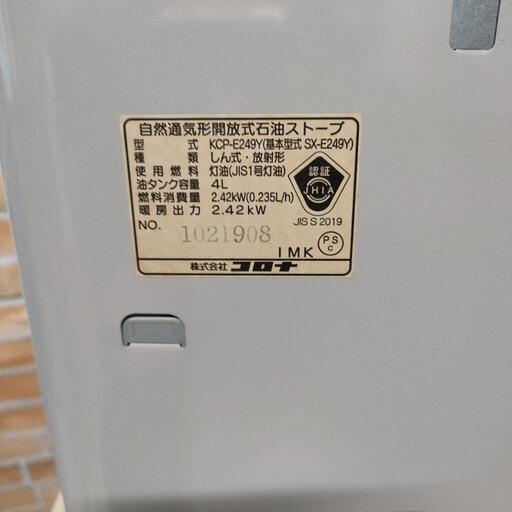 自然通気形開放式石油ストーブ
型 式 KCP-E249Y(基本型式 SX-E249Y)
種 類 しん式・放射形
使用燃料 灯油(JIS1号灯油)
油タンク容量 4L
燃料消費量 2.42kW(0.235L/h)
暖房出力 2.42kW
認証
JHIA
JIS S 2019
NO. 1021908
IMK
PS
C
株式会社 コロナ